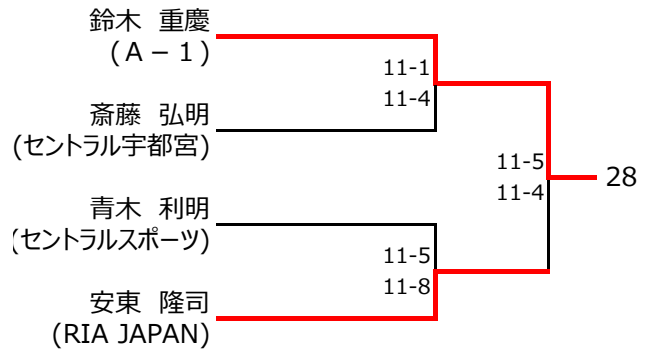 鈴木 重慶
(A－1)
11-1
11-4
斎藤 弘明
(セントラル宇都宮)
11-5
11-4
28
青木 利明
(セントラルスポーツ)
11-5
11-8
安東 隆司
(RIA JAPAN)